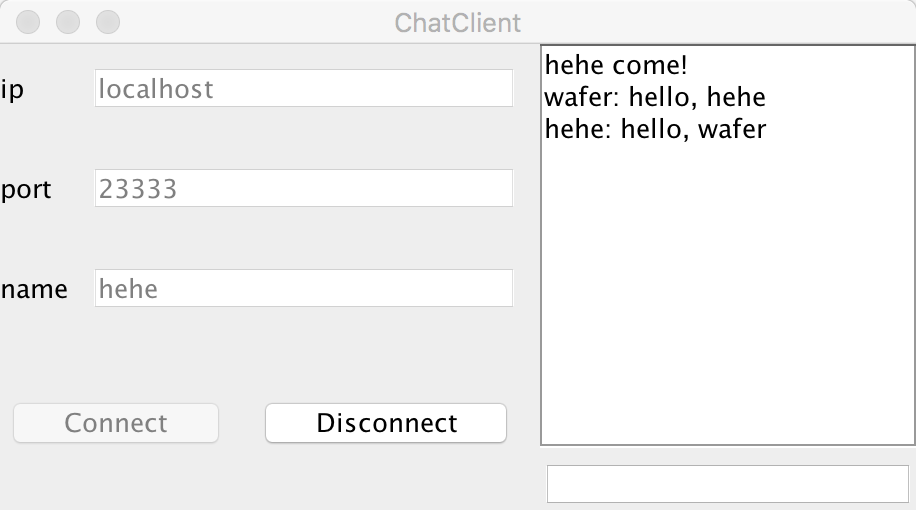 ChatClient
ip
localhost
port
23333
name
hehe
Connect
Disconnect
hehe come!
wafer: hello, hehe
hehe: hello, wafer